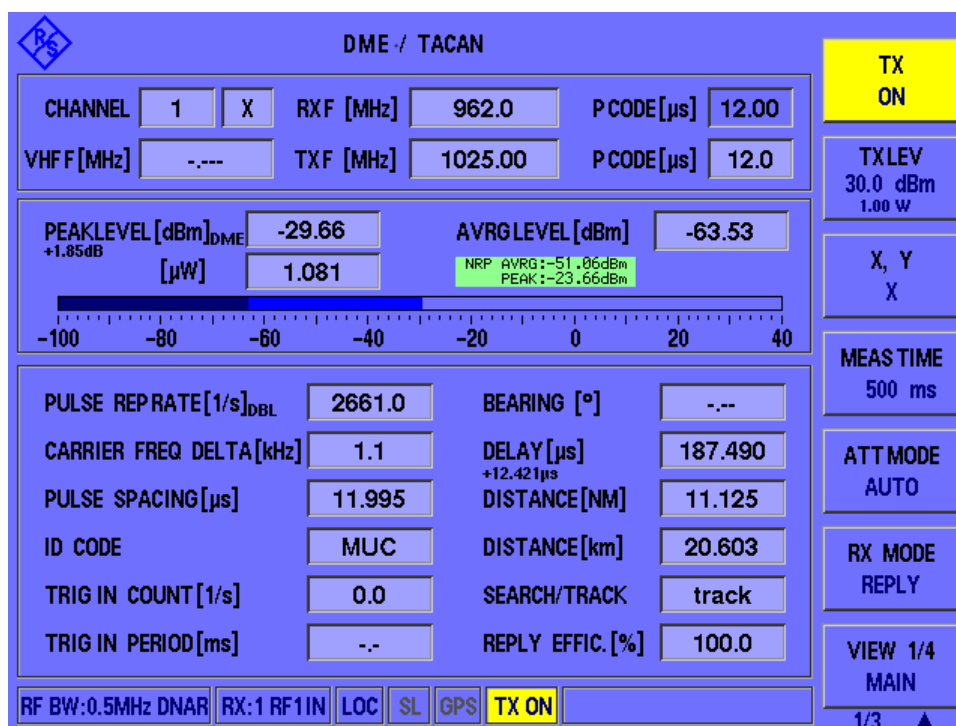 R/S
DME / TACAN
CHANNEL 1 X RXF [MHz] 962.0 P CODE[µs] 12.00
VHF F[MHz] -.--- TXF [MHz] 1025.00 P CODE[µs] 12.0
PEAKLEVEL[dBm]DME -29.66 AVRG LEVEL[dBm] -63.53
+1.85dB
[µW] 1.081 NRP AVRG:-51.06dBm
PEAK:-23.66dBm
-100 -80 -60 -40 -20 0 20 40
PULSE REP RATE[1/s]DBL 2661.0 BEARING [°] -.--
CARRIER FREQ DELTA[kHz] 1.1 DELAY[µs] 187.490
+12.421µs
PULSE SPACING[µs] 11.995 DISTANCE[NM] 11.125
ID CODE MUC DISTANCE[km] 20.603
TRIG IN COUNT[1/s] 0.0 SEARCH/TRACK track
TRIG IN PERIOD[ms] -.- REPLY EFFIC.[%] 100.0
RF BW:0.5MHz DNAR RX:1 RF1IN LOC SL GPS TX ON
TX
ON
TXLEV
30.0 dBm
1.00 W
X, Y
X
MEAS TIME
500 ms
ATT MODE
AUTO
RX MODE
REPLY
VIEW 1/4
MAIN
1/3 ▲